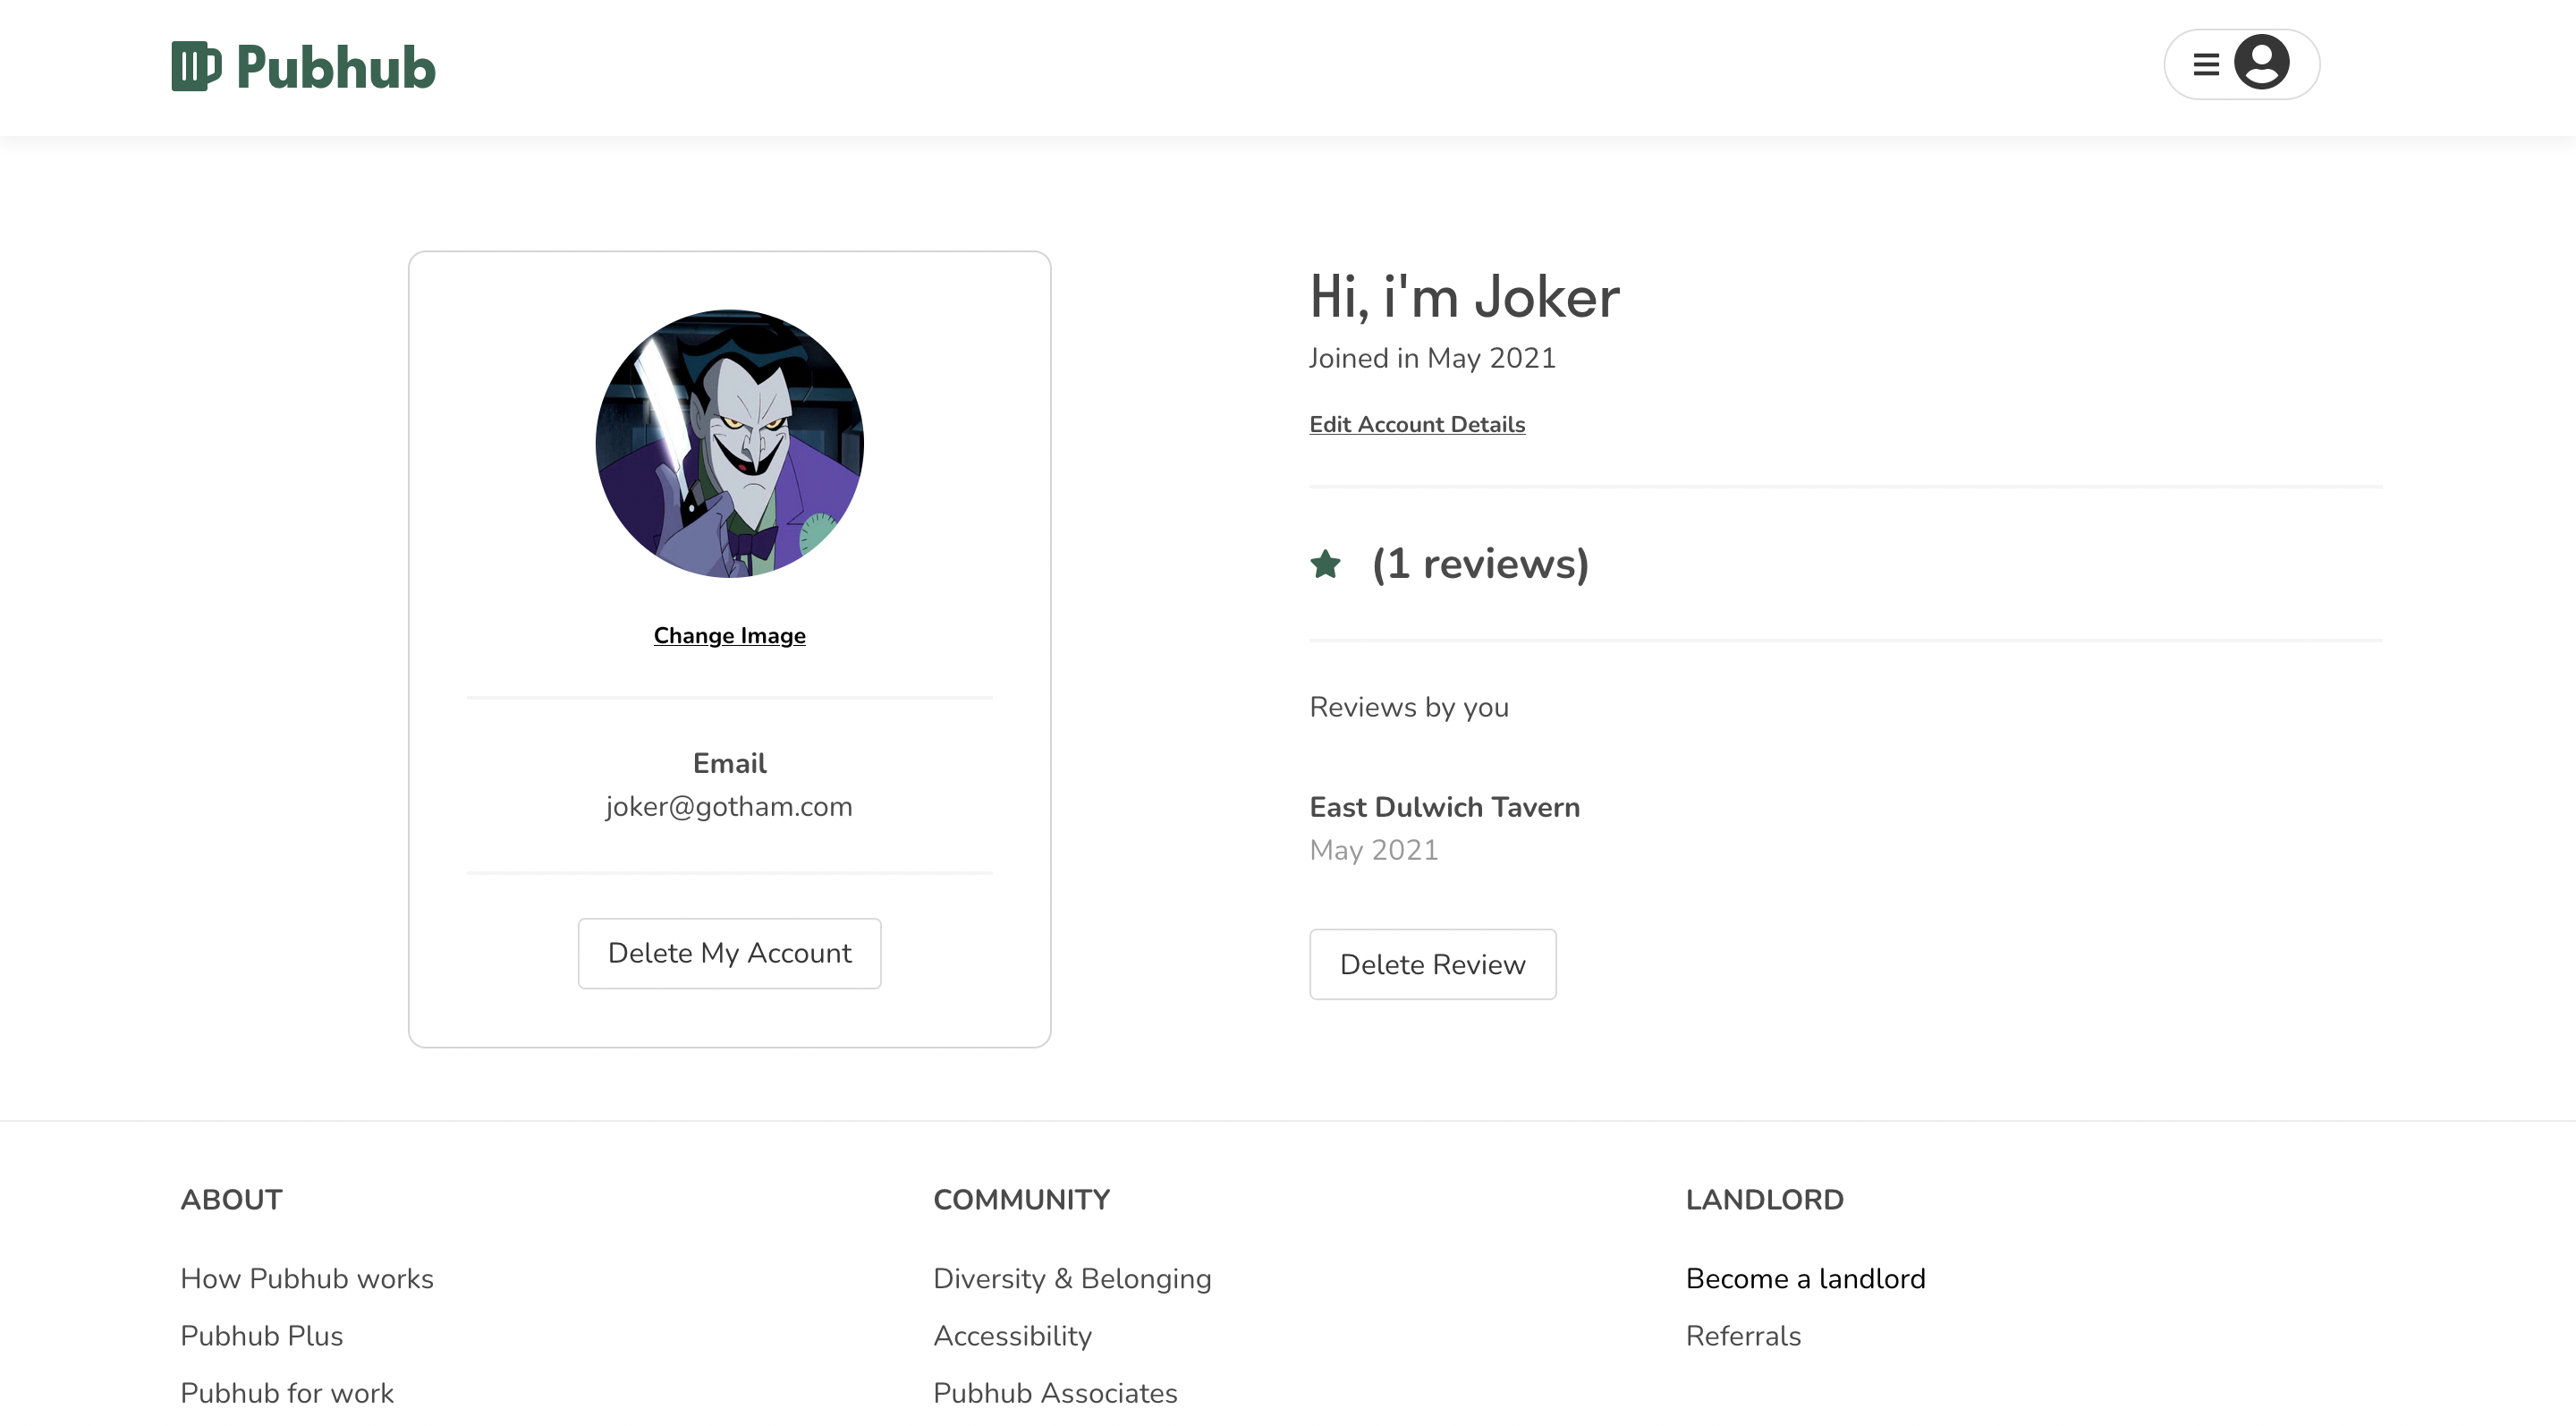 Pubhub
Hi, i'm Joker
Joined in May 2021
Edit Account Details
(1 reviews)
Change Image
Reviews by you
Email
joker@gotham.com
East Dulwich Tavern
May 2021
Delete My Account
Delete Review
ABOUT
How Pubhub works
Pubhub Plus
Pubhub for work
COMMUNITY
Diversity & Belonging
Accessibility
Pubhub Associates
LANDLORD
Become a landlord
Referrals